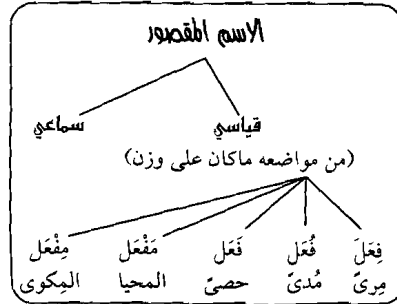 الاسم المقصور
قياسي سماعي
(من مواضعه ماكان على وزن)
فِعَلَ فُعَل فَعَل مَفْعَل مِفْعَل
مِرىً مُدىً حصىً المحيا المِكوى